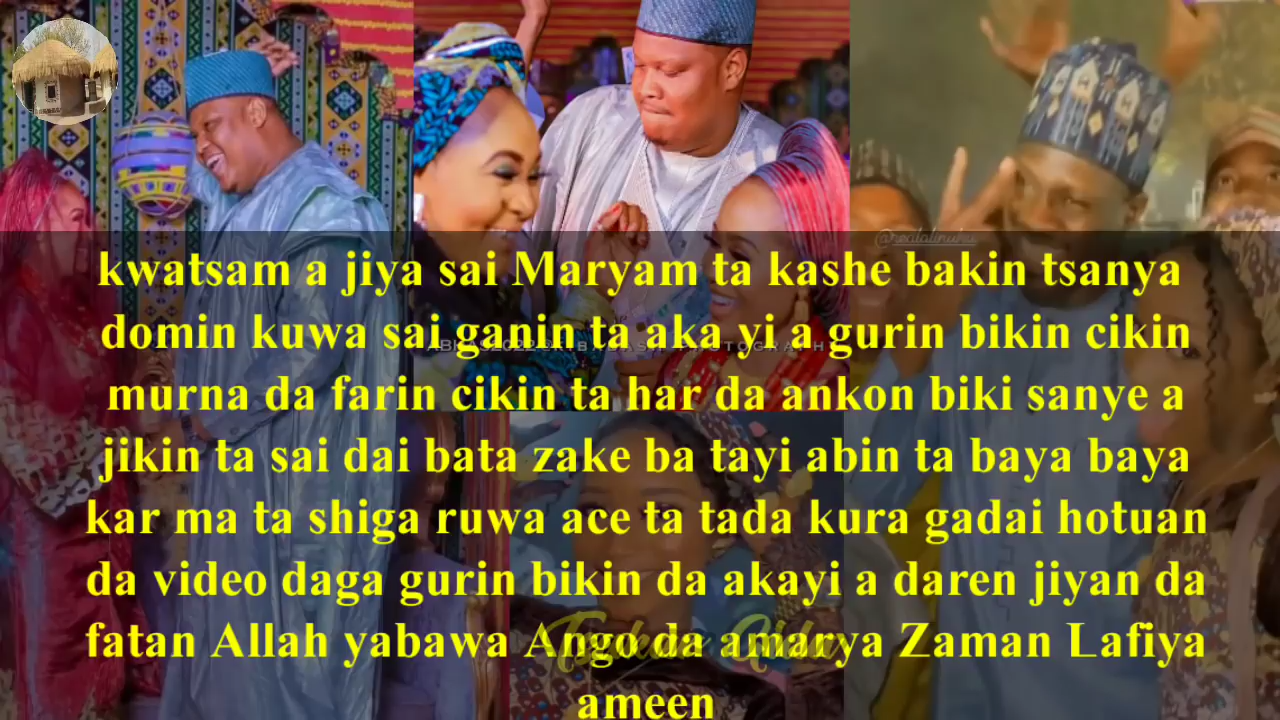 @realalinuhu
kwatsam a jiya sai Maryam ta kashe bakin tsanya
domin kuwa sai ganin ta aka yi a gurin bikin cikin
murna da farin cikin ta har da ankon biki sanye a
jikin ta sai dai bata zake ba tayi abin ta baya baya
kar ma ta shiga ruwa ace ta tada kura gadai hotuan
da video daga gurin bikin da akayi a daren jiyan da
fatan Allah yabawa Ango da amarya Zaman Lafiya
ameen